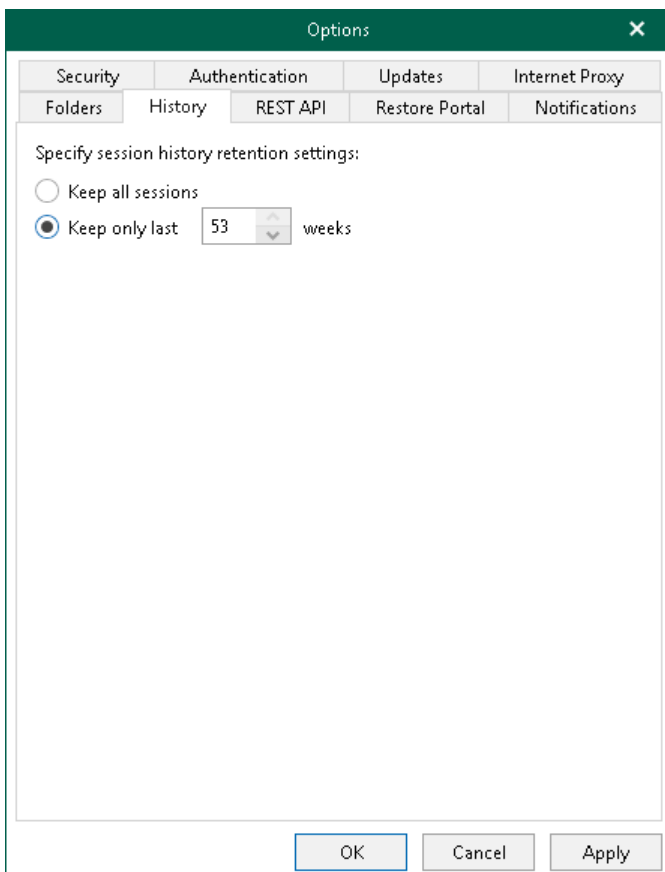 Options
Security Authentication Updates Internet Proxy
Folders History REST API Restore Portal Notifications
Specify session history retention settings:
Keep all sessions
Keep only last 53 weeks
OK Cancel Apply